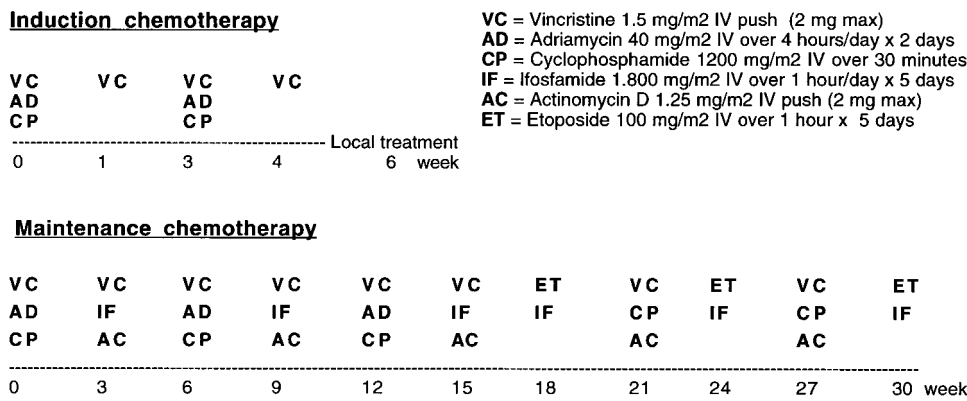 Induction chemotherapy
VC VC VC VC
AD AD
CP CP
Local treatment
0 1 3 4 6 week
VC = Vincristine 1.5 mg/m2 IV push (2 mg max)
AD = Adriamycin 40 mg/m2 IV over 4 hours/day x 2 days
CP = Cyclophosphamide 1200 mg/m2 IV over 30 minutes
IF = Ifosfamide 1.800 mg/m2 IV over 1 hour/day x 5 days
AC = Actinomycin D 1.25 mg/m2 IV push (2 mg max)
ET = Etoposide 100 mg/m2 IV over 1 hour x 5 days
Maintenance chemotherapy
VC VC VC VC VC VC ET VC ET VC ET
AD IF AD IF AD IF IF CP IF CP IF
CP AC CP AC CP AC AC AC
0 3 6 9 12 15 18 21 24 27 30 week